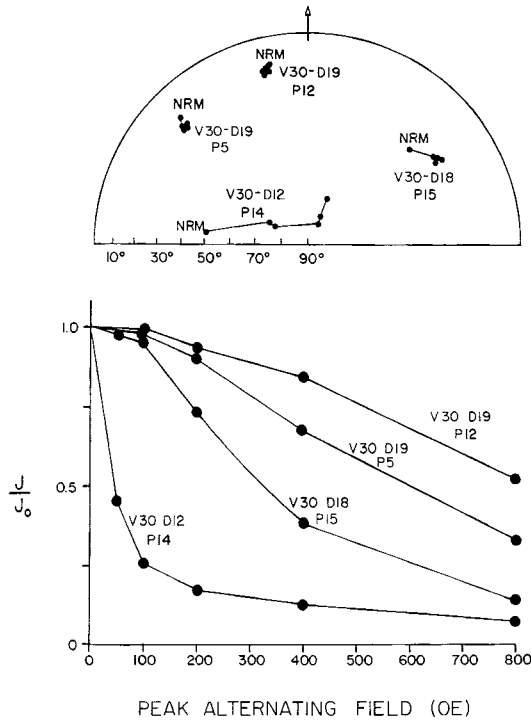 NRM
V30-D19
P12
NRM
V30-D19
P5
NRM
V30-D18
P15
V30-D12
P14
NRM
10° 30° 50° 70° 90°
1.0
0.5
0
J
J₀
V30 D19
P12
V30 D19
P5
V30 D18
P15
V30 D12
P14
0 100 200 300 400 500 600 700 800
PEAK ALTERNATING FIELD (OE)